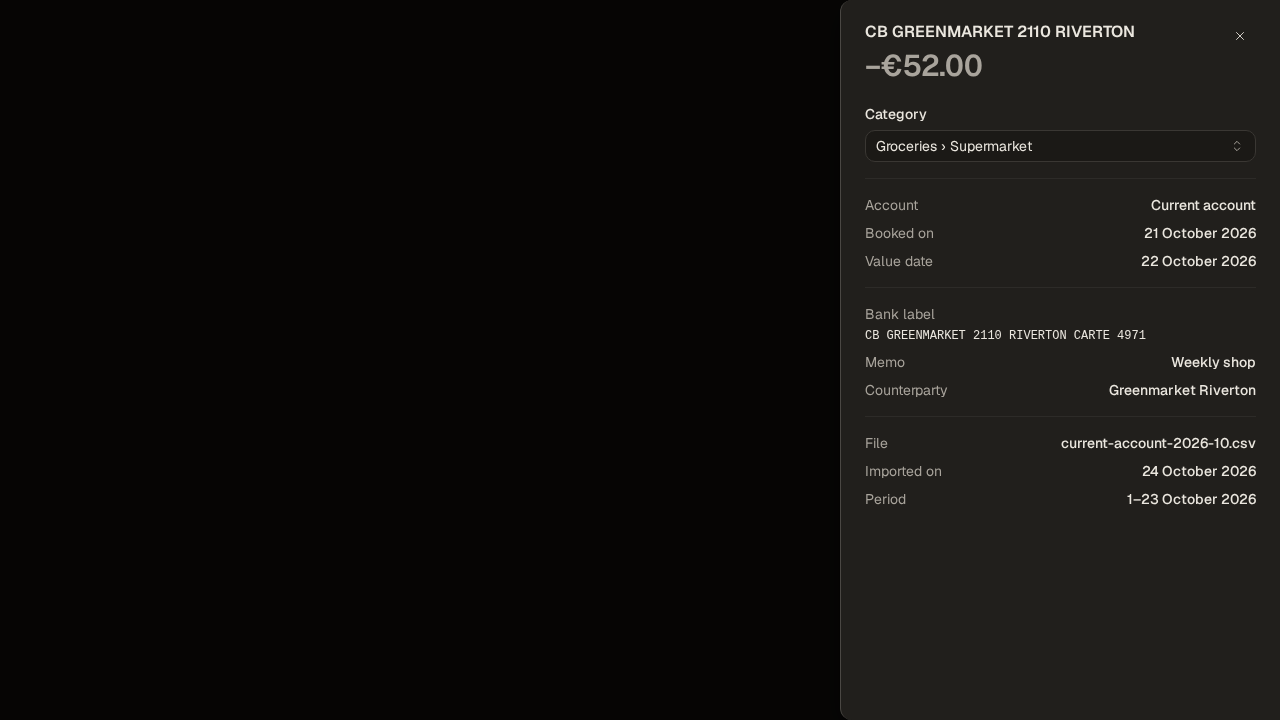 CB GREENMARKET 2110 RIVERTON
–€52.00
Category
Groceries › Supermarket
Account Current account
Booked on 21 October 2026
Value date 22 October 2026
Bank label
CB GREENMARKET 2110 RIVERTON CARTE 4971
Memo Weekly shop
Counterparty Greenmarket Riverton
File current-account-2026-10.csv
Imported on 24 October 2026
Period 1–23 October 2026